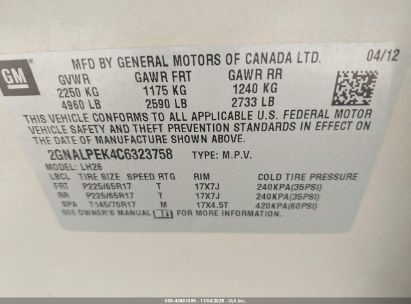 MFD BY GENERAL MOTORS OF CANADA LTD. 04/12
GM
GVWR GAWR FRT GAWR RR
2250 KG 1175 KG 1240 KG
4960 LB 2590 LB 2733 LB
THIS VEHICLE CONFORMS TO ALL APPLICABLE U.S. FEDERAL MOTOR
VEHICLE SAFETY AND THEFT PREVENTION STANDARDS IN EFFECT ON
THE DATE OF MANUFACTURE SHOWN ABOVE.
2GNALPEK4C6323758 TYPE: M.P.V.
MODEL: LH26
LBCL TIRE SIZE SPEED RTG RIM COLD TIRE PRESSURE
FRT P225/65R17 T 17X7J 240KPA(35PSI)
RR P225/65R17 T 17X7J 240KPA(35PSI)
SPA T145/70R17 M 17X4.5T 420KPA(60PSI)
SEE OWNER'S MANUAL FOR MORE INFORMATION.